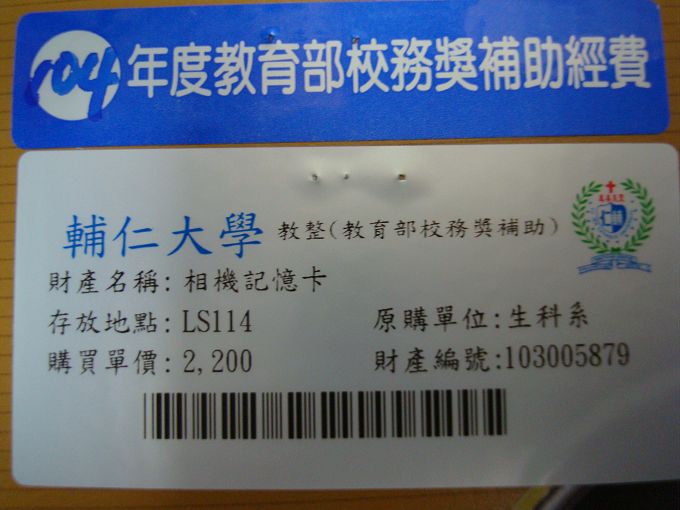 104年度教育部校務獎補助經費
輔仁大學 教整(教育部校務獎補助)
財產名稱: 相機記憶卡
存放地點: LS114 原購單位:生科系
購買單價: 2,200 財產編號:103005879